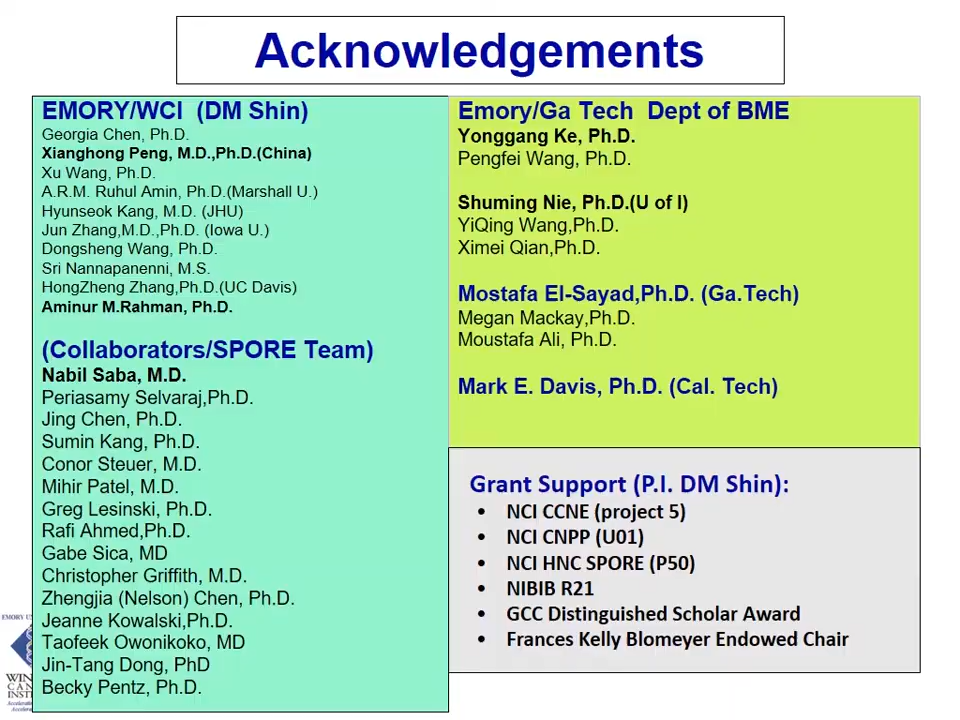 Acknowledgements
EMORY/WCI (DM Shin)
Georgia Chen, Ph.D.
Xianghong Peng, M.D.,Ph.D.(China)
Xu Wang, Ph.D.
A.R.M. Ruhul Amin, Ph.D.(Marshall U.)
Hyunseok Kang, M.D. (JHU)
Jun Zhang,M.D.,Ph.D. (Iowa U.)
Dongsheng Wang, Ph.D.
Sri Nannapanenni, M.S.
HongZheng Zhang,Ph.D.(UC Davis)
Aminur M.Rahman, Ph.D.
(Collaborators/SPORE Team)
Nabil Saba, M.D.
Periasamy Selvaraj,Ph.D.
Jing Chen, Ph.D.
Sumin Kang, Ph.D.
Conor Steuer, M.D.
Mihir Patel, M.D.
Greg Lesinski, Ph.D.
Rafi Ahmed,Ph.D.
Gabe Sica, MD
Christopher Griffith, M.D.
Zhengjia (Nelson) Chen, Ph.D.
Jeanne Kowalski,Ph.D.
Taofeek Owonikoko, MD
Jin-Tang Dong, PhD
Becky Pentz, Ph.D.
Emory/Ga Tech Dept of BME
Yonggang Ke, Ph.D.
Pengfei Wang, Ph.D.
Shuming Nie, Ph.D.(U of I)
YiQing Wang,Ph.D.
Ximei Qian,Ph.D.
Mostafa El-Sayad,Ph.D. (Ga.Tech)
Megan Mackay,Ph.D.
Moustafa Ali, Ph.D.
Mark E. Davis, Ph.D. (Cal. Tech)
Grant Support (P.I. DM Shin):
• NCI CCNE (project 5)
• NCI CNPP (U01)
• NCI HNC SPORE (P50)
• NIBIB R21
• GCC Distinguished Scholar Award
• Frances Kelly Blomeyer Endowed Chair
EMORY U
WIN
CAN
INST